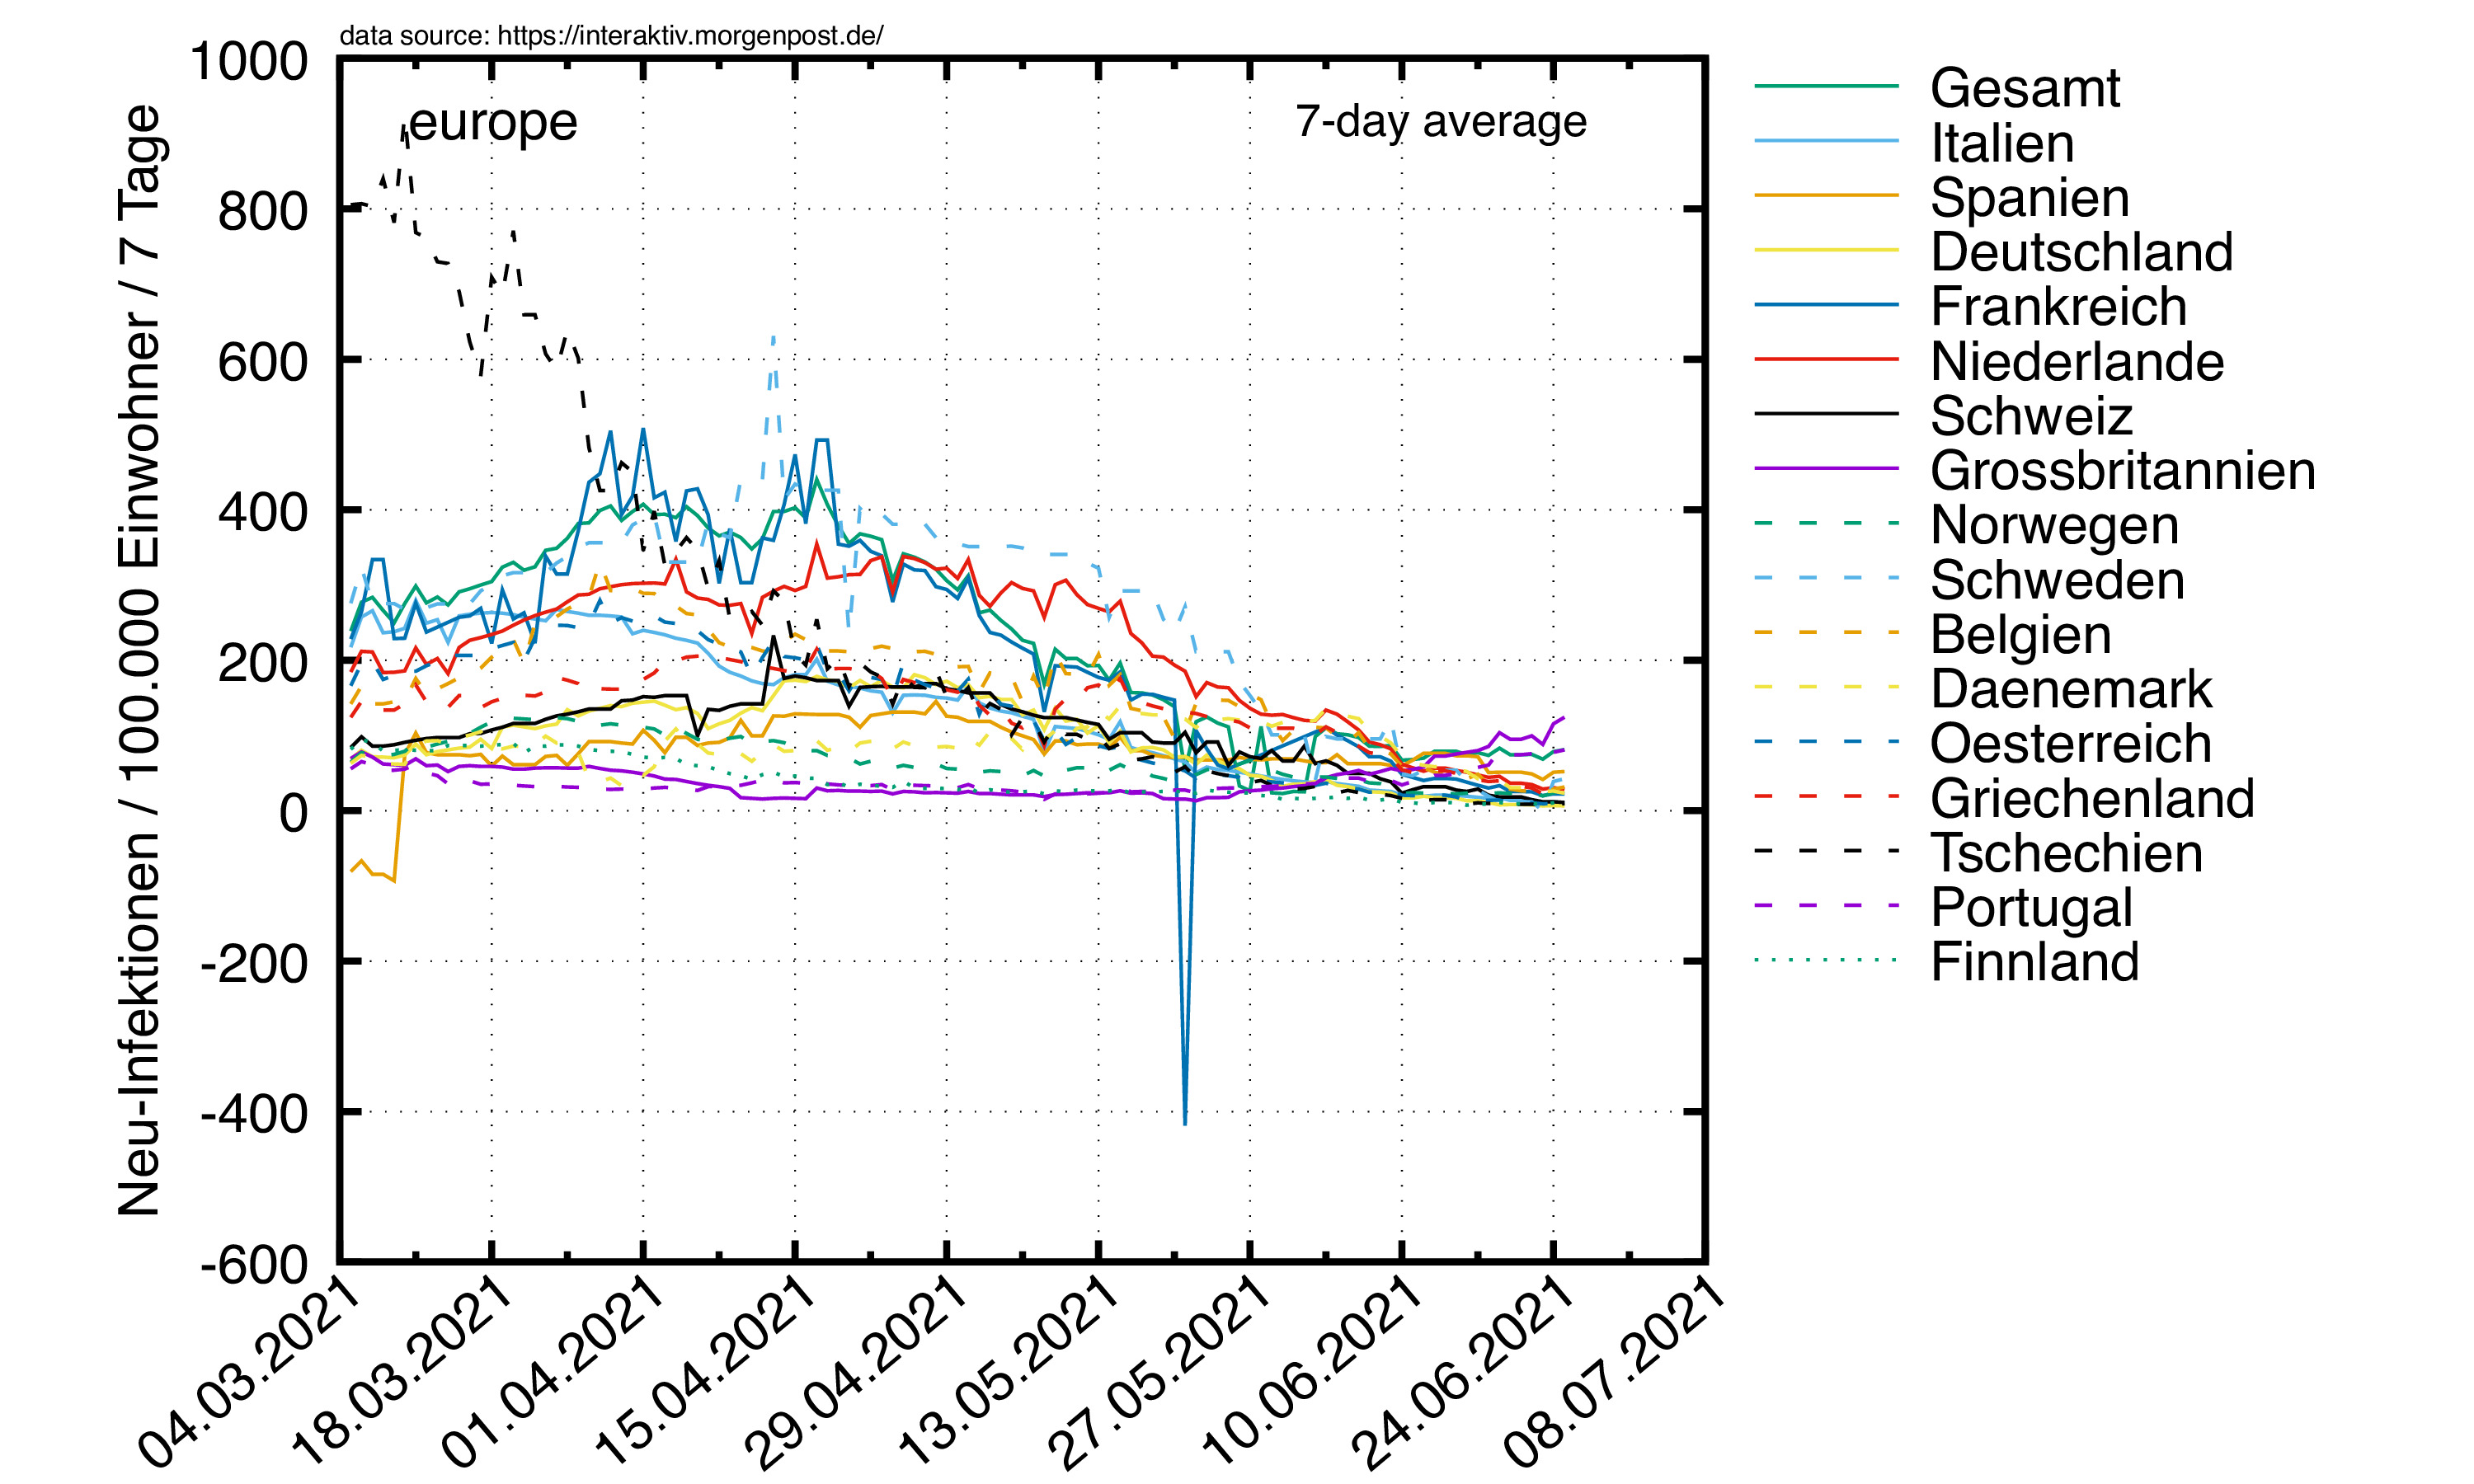 data source: https://interaktiv.morgenpost.de/
europe
7-day average
Neu-Infektionen / 100.000 Einwohner / 7 Tage
1000
800
600
400
200
0
-200
-400
-600
04.03.2021
18.03.2021
01.04.2021
15.04.2021
29.04.2021
13.05.2021
27.05.2021
10.06.2021
24.06.2021
08.07.2021
Gesamt
Italien
Spanien
Deutschland
Frankreich
Niederlande
Schweiz
Grossbritannien
Norwegen
Schweden
Belgien
Daenemark
Oesterreich
Griechenland
Tschechien
Portugal
Finnland